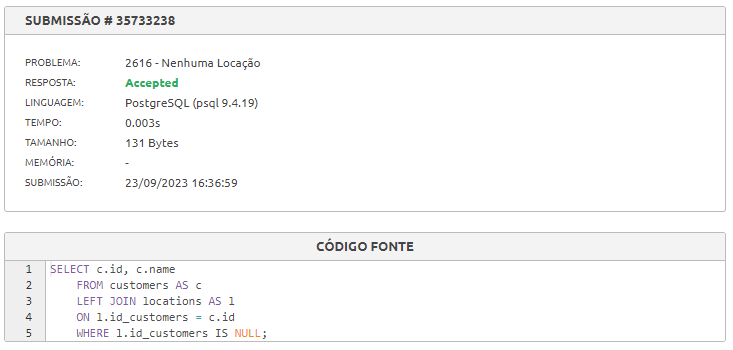 SUBMISSÃO # 35733238
PROBLEMA: 2616 - Nenhuma Locação
RESPOSTA: Accepted
LINGUAGEM: PostgreSQL (psql 9.4.19)
TEMPO: 0.003s
TAMANHO: 131 Bytes
MEMÓRIA: -
SUBMISSÃO: 23/09/2023 16:36:59
CÓDIGO FONTE
1 SELECT c.id, c.name
2 FROM customers AS c
3 LEFT JOIN locations AS l
4 ON l.id_customers = c.id
5 WHERE l.id_customers IS NULL;